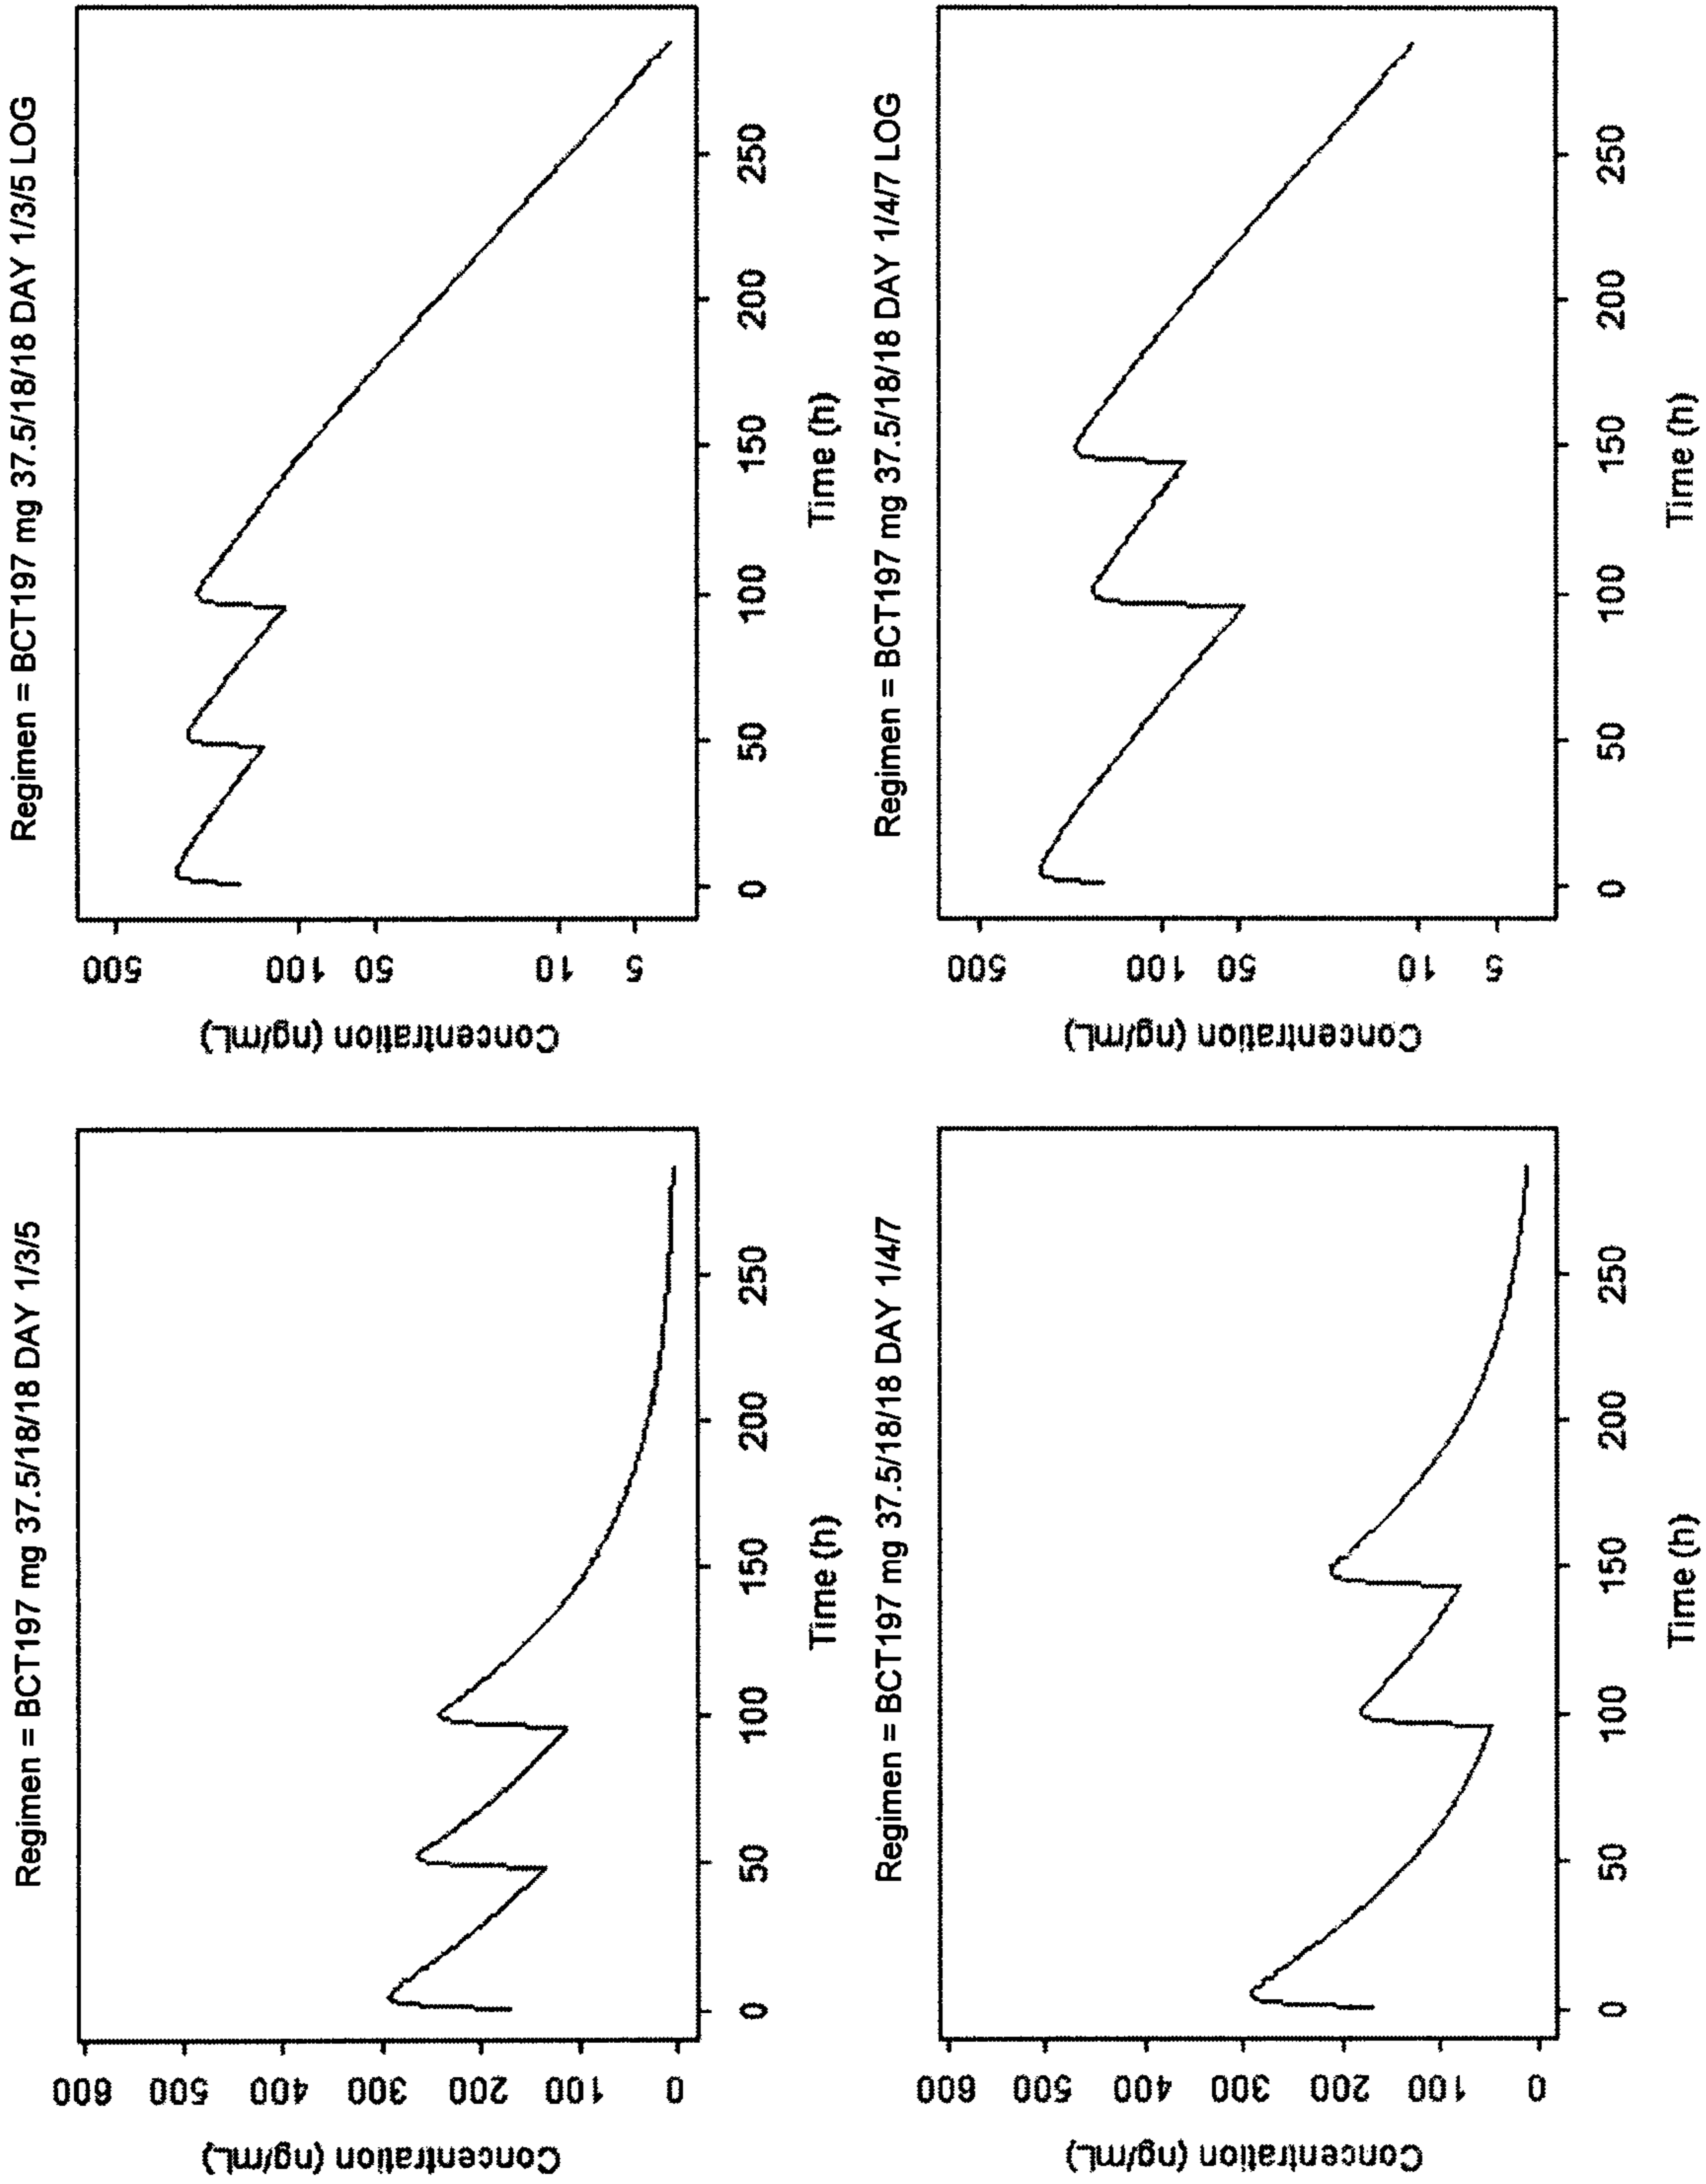 Regimen = BCT197 mg 37.5/18/18 DAY 1/3/5
Concentration (ng/mL)
600
500
400
300
200
100
0
0 50 100 150 200 250
Time (h)
Regimen = BCT197 mg 37.5/18/18 DAY 1/3/5 LOG
Concentration (ng/mL)
500
100
50
10
5
0 50 100 150 200 250
Time (h)
Regimen = BCT197 mg 37.5/18/18 DAY 1/4/7
Concentration (ng/mL)
600
500
400
300
200
100
0
0 50 100 150 200 250
Time (h)
Regimen = BCT197 mg 37.5/18/18 DAY 1/4/7 LOG
Concentration (ng/mL)
500
100
50
10
5
0 50 100 150 200 250
Time (h)